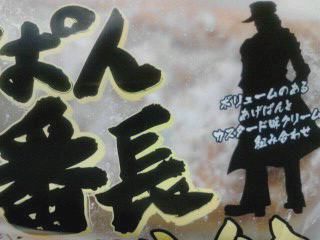 ぱん
番長
ボリュームのある
あげぱんと
カスタード味クリーム
組み合わせ